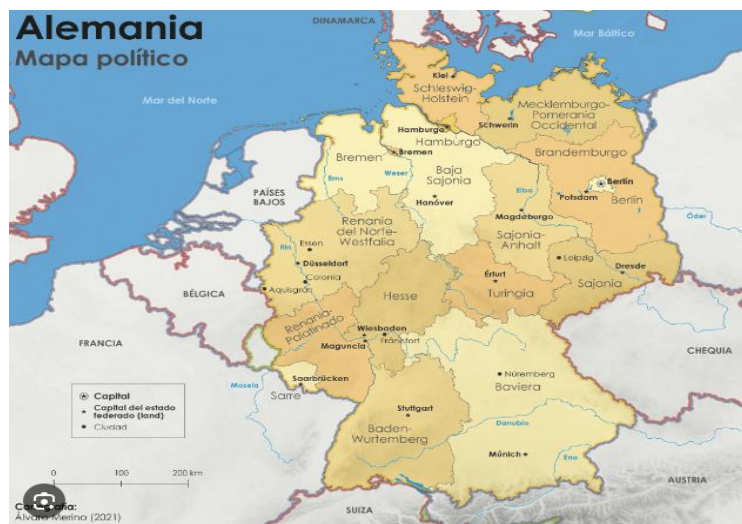 Alemania
Mapa político
DINAMARCA
Mar Báltico
Mar del Norte
Kiel
Schleswig-
Holstein
Mecklemburgo-
Pomerania
Occidental
Schwerin
Hamburgo
Hamburgo
Bremen
Bremen
Brandemburgo
Ems
Weser
Baja
Sajonia
Elba
Berlín
Potsdam
Berlín
PAÍSES
BAJOS
Hanóver
Magdeburgo
Óder
Renania
del Norte-
Westfalia
Sajonia-
Anhalt
Essen
Rin
Düsseldorf
Colonia
Leipzig
Dresde
Sajonia
Aquisgrán
Érfurt
Turingia
Hesse
BÉLGICA
Renania-
Palatinado
Wiesbaden
Fráncfort
Maguncia
FRANCIA
CHEQUIA
Núremberg
Baviera
Mosela
Saarbrücken
Sarre
Capital
Capital del estado
federado (land)
Ciudad
Stuttgart
Baden-
Wurtemberg
Danubio
Múnich
Eno
0 100 200 km
AUSTRIA
SUIZA
Álvaro Merino (2021)